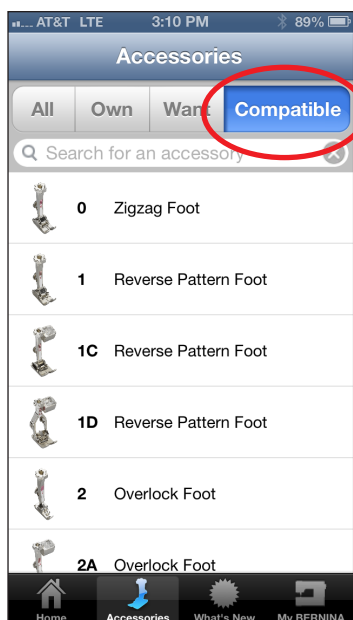 AT&T LTE 3:10 PM 89%
Accessories
All Own Want Compatible
Search for an accessory
0 Zigzag Foot
1 Reverse Pattern Foot
1C Reverse Pattern Foot
1D Reverse Pattern Foot
2 Overlock Foot
2A Overlock Foot
Home Accessories What's New My BERNINA